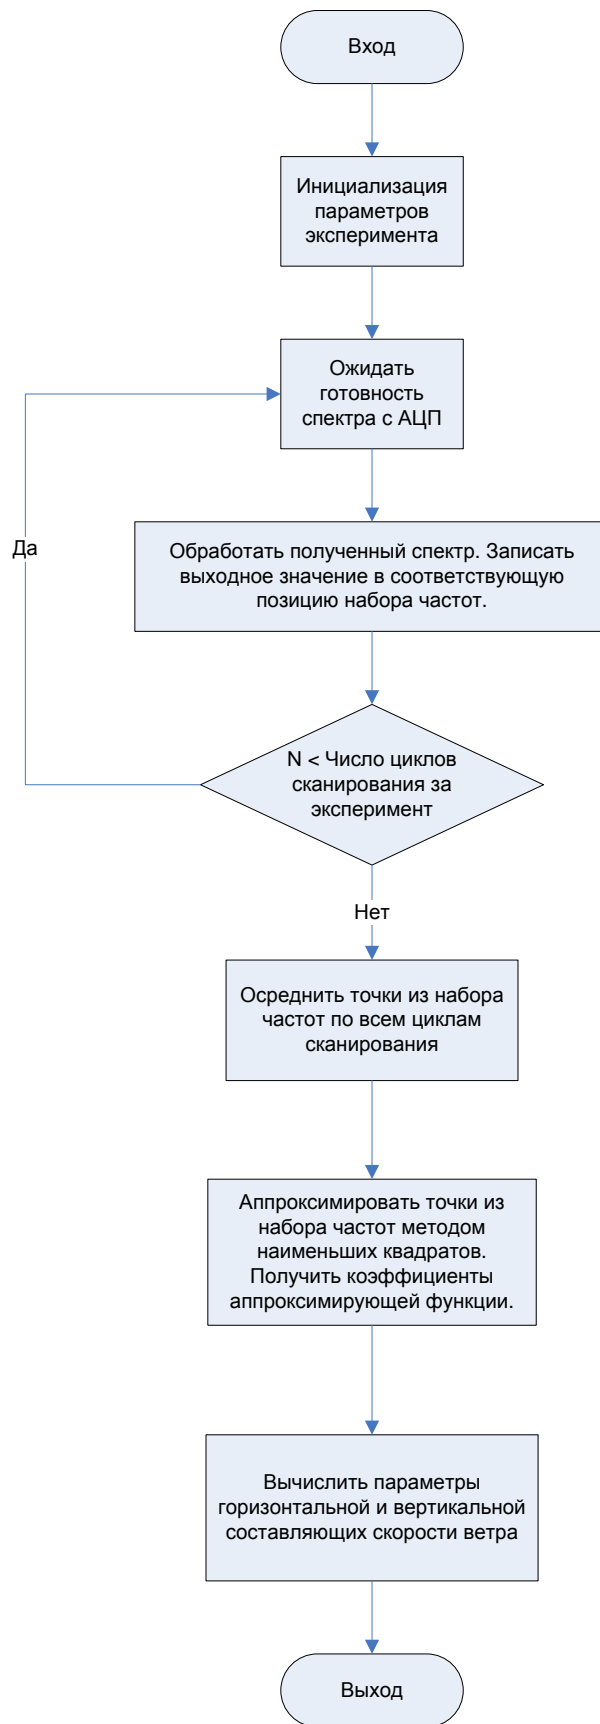 Вход
Инициализация
параметров
эксперимента
Ожидать
готовность
спектра с АЦП
Да
Обработать полученный спектр. Записать
выходное значение в соответствующую
позицию набора частот.
N < Число циклов
сканирования за
эксперимент
Нет
Осреднить точки из набора
частот по всем циклам
сканирования
Аппроксимировать точки из
набора частот методом
наименьших квадратов.
Получить коэффициенты
аппроксимирующей функции.
Вычислить параметры
горизонтальной и вертикальной
составляющих скорости ветра
Выход